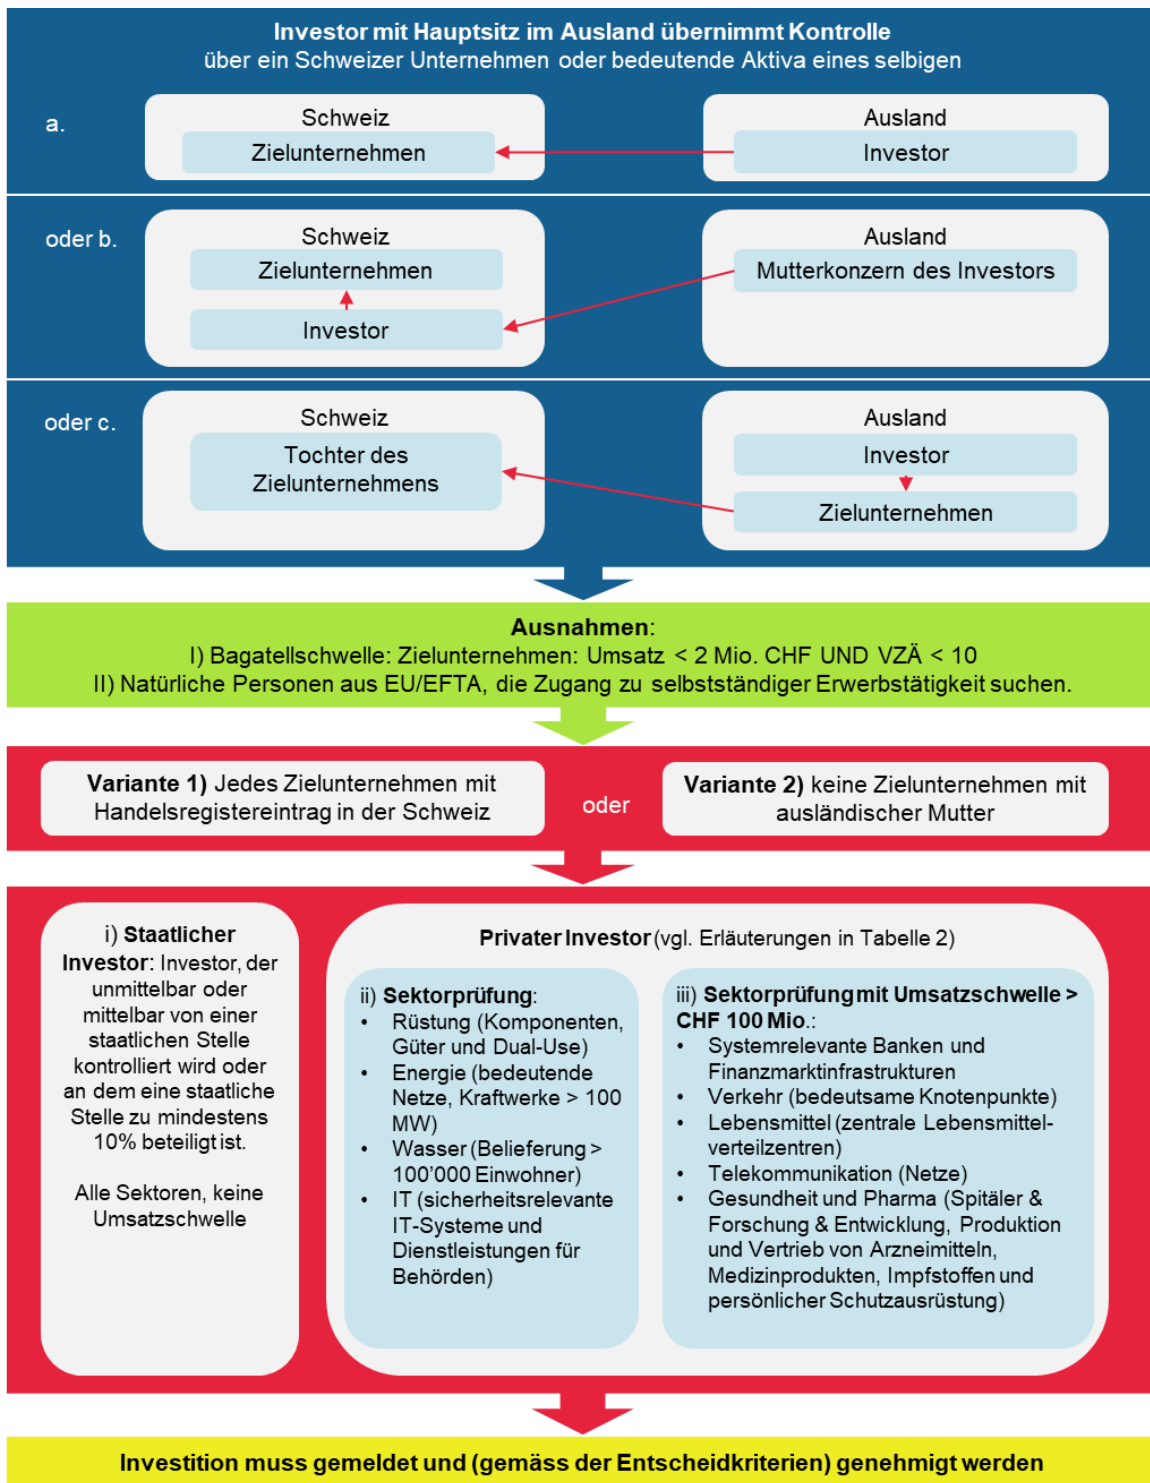 Investor mit Hauptsitz im Ausland übernimmt Kontrolle
über ein Schweizer Unternehmen oder bedeutende Aktiva eines selbigen
a.
Schweiz
Zielunternehmen
Ausland
Investor
oder b.
Schweiz
Zielunternehmen
Investor
Ausland
Mutterkonzern des Investors
oder c.
Schweiz
Tochter des
Zielunternehmens
Ausland
Investor
Zielunternehmen
Ausnahmen:
I) Bagatellschwelle: Zielunternehmen: Umsatz < 2 Mio. CHF UND VZÄ < 10
II) Natürliche Personen aus EU/EFTA, die Zugang zu selbstständiger Erwerbstätigkeit suchen.
Variante 1) Jedes Zielunternehmen mit
Handelsregistereintrag in der Schweiz
oder
Variante 2) keine Zielunternehmen mit
ausländischer Mutter
i) Staatlicher
Investor: Investor, der
unmittelbar oder
mittelbar von einer
staatlichen Stelle
kontrolliert wird oder
an dem eine staatliche
Stelle zu mindestens
10% beteiligt ist.
Alle Sektoren, keine
Umsatzschwelle
Privater Investor (vgl. Erläuterungen in Tabelle 2)
ii) Sektorprüfung:
• Rüstung (Komponenten,
Güter und Dual-Use)
• Energie (bedeutende
Netze, Kraftwerke > 100
MW)
• Wasser (Belieferung >
100’000 Einwohner)
• IT (sicherheitsrelevante
IT-Systeme und
Dienstleistungen für
Behörden)
iii) Sektorprüfung mit Umsatzschwelle >
CHF 100 Mio.:
• Systemrelevante Banken und
Finanzmarktinfrastrukturen
• Verkehr (bedeutsame Knotenpunkte)
• Lebensmittel (zentrale Lebensmittel-
verteilzentren)
• Telekommunikation (Netze)
• Gesundheit und Pharma (Spitäler &
Forschung & Entwicklung, Produktion
und Vertrieb von Arzneimitteln,
Medizinprodukten, Impfstoffen und
persönlicher Schutzausrüstung)
Investition muss gemeldet und (gemäss der Entscheidkriterien) genehmigt werden